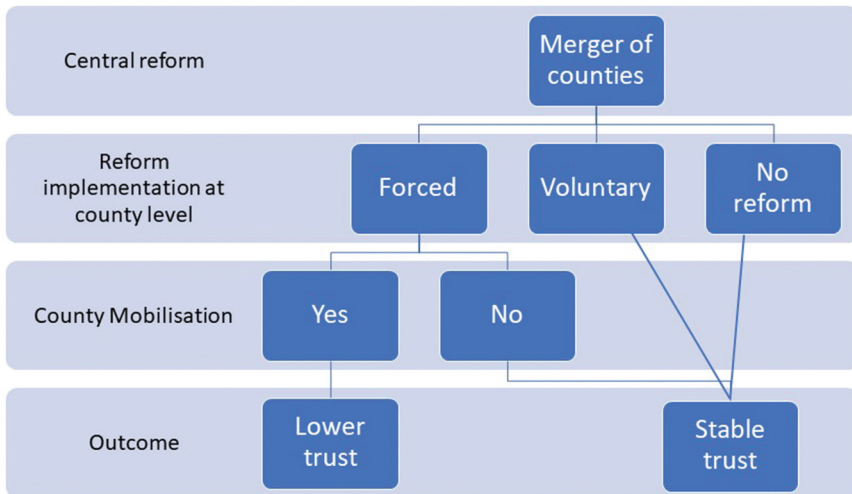 Central reform
Merger of
counties
Reform
implementation at
county level
Forced
Voluntary
No
reform
County Mobilisation
Yes
No
Outcome
Lower
trust
Stable
trust